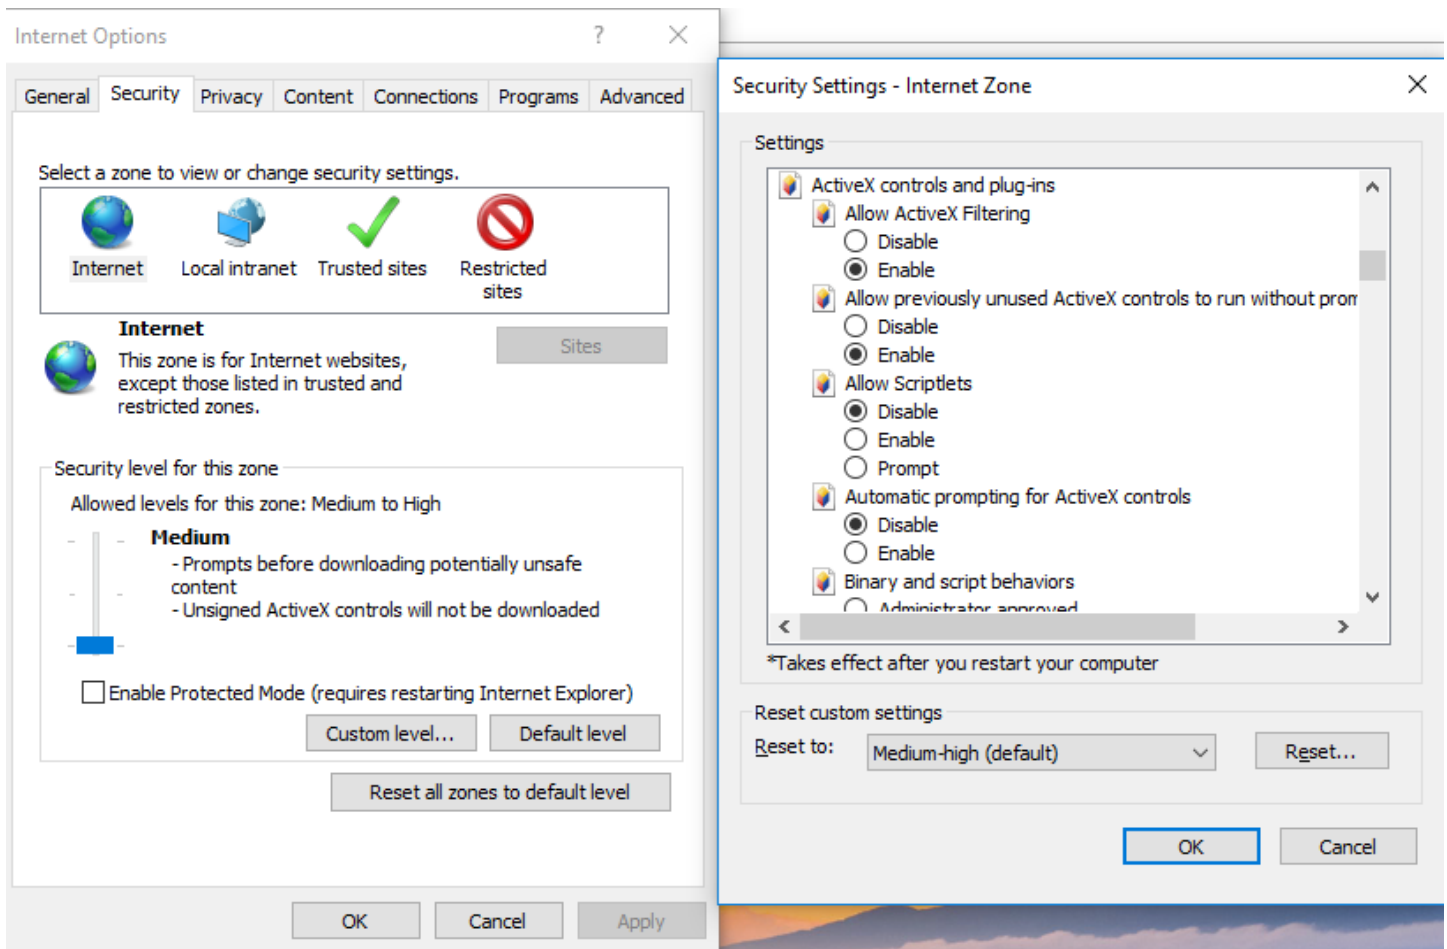 Internet Options
?
General Security Privacy Content Connections Programs Advanced
Select a zone to view or change security settings.
Internet
Local intranet
Trusted sites
Restricted
sites
Internet
This zone is for Internet websites,
except those listed in trusted and
restricted zones.
Sites
Security level for this zone
Allowed levels for this zone: Medium to High
Medium
- Prompts before downloading potentially unsafe
content
- Unsigned ActiveX controls will not be downloaded
Enable Protected Mode (requires restarting Internet Explorer)
Custom level...
Default level
Reset all zones to default level
OK
Cancel
Apply
Security Settings - Internet Zone
Settings
ActiveX controls and plug-ins
Allow ActiveX Filtering
Disable
Enable
Allow previously unused ActiveX controls to run without prom
Disable
Enable
Allow Scriptlets
Disable
Enable
Prompt
Automatic prompting for ActiveX controls
Disable
Enable
Binary and script behaviors
Administrator approved
*Takes effect after you restart your computer
Reset custom settings
Reset to:
Medium-high (default)
Reset...
OK
Cancel